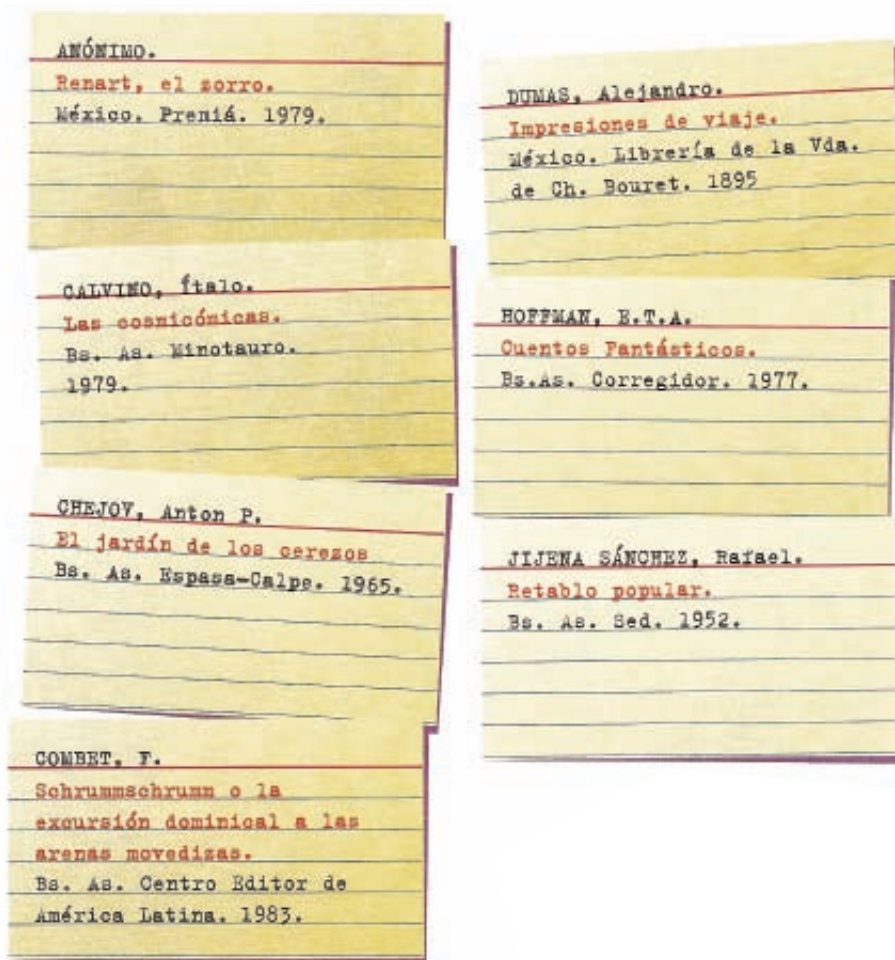 ANÓNIMO.
Renart, el zorro.
México. Premiá. 1979.
CALVINO, Ítalo.
Las cosmicómicas.
Bs. As. Minotauro.
1979.
CHEJOV, Anton P.
El jardín de los cerezos
Bs. As. Espasa-Calpe. 1965.
COMBET, F.
Schrummschrumm o la
excursión dominical a las
arenas movedizas.
Bs. As. Centro Editor de
América Latina. 1983.
DUMAS, Alejandro.
Impresiones de viaje.
México. Librería de la Vda.
de Ch. Bouret. 1895
HOFFMAN, E.T.A.
Cuentos Fantásticos.
Bs.As. Corregidor. 1977.
JIJENA SÁNCHEZ, Rafael.
Retablo popular.
Bs. As. Sed. 1952.